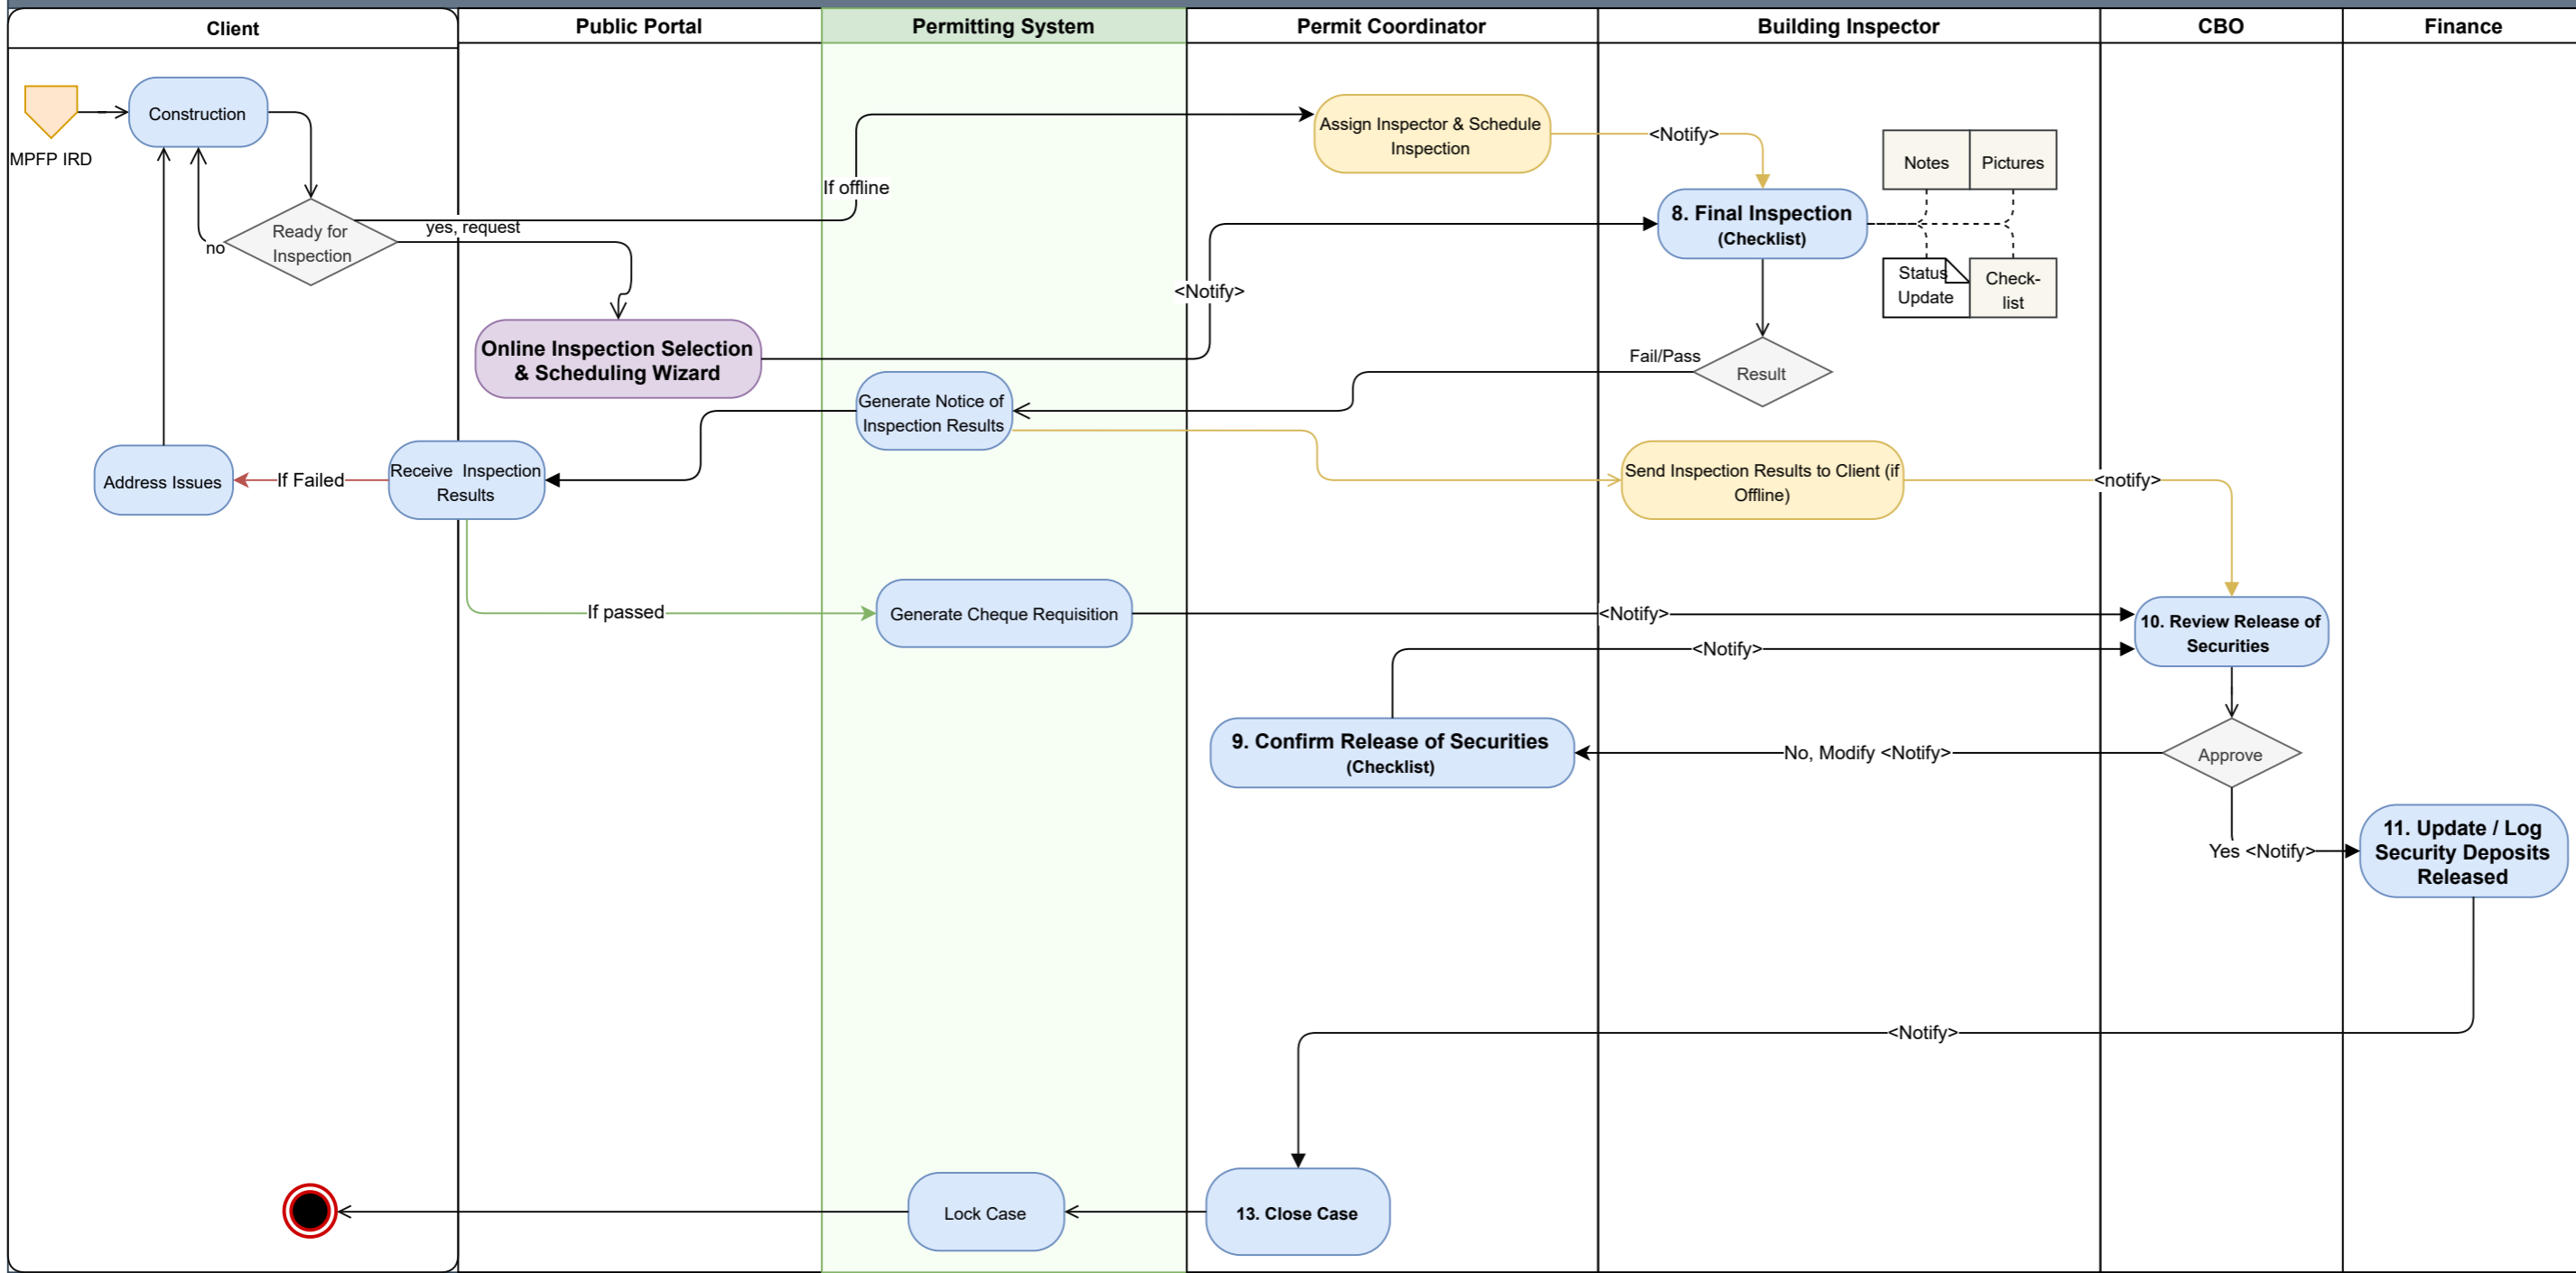 Client
Public Portal
Permitting System
Permit Coordinator
Building Inspector
CBO
Finance
MPFP IRD
Construction
Ready for
Inspection
no
yes, request
If offline
Assign Inspector & Schedule
Inspection
<Notify>
8. Final Inspection
(Checklist)
Notes
Pictures
Status
Update
Check-
list
Online Inspection Selection
& Scheduling Wizard
<Notify>
Fail/Pass
Result
Generate Notice of
Inspection Results
Address Issues
If Failed
Receive  Inspection
Results
Send Inspection Results to Client (if
Offline)
<notify>
If passed
Generate Cheque Requisition
<Notify>
10. Review Release of
Securities
<Notify>
9. Confirm Release of Securities
(Checklist)
No, Modify <Notify>
Approve
Yes <Notify>
11. Update / Log
Security Deposits
Released
<Notify>
Lock Case
13. Close Case